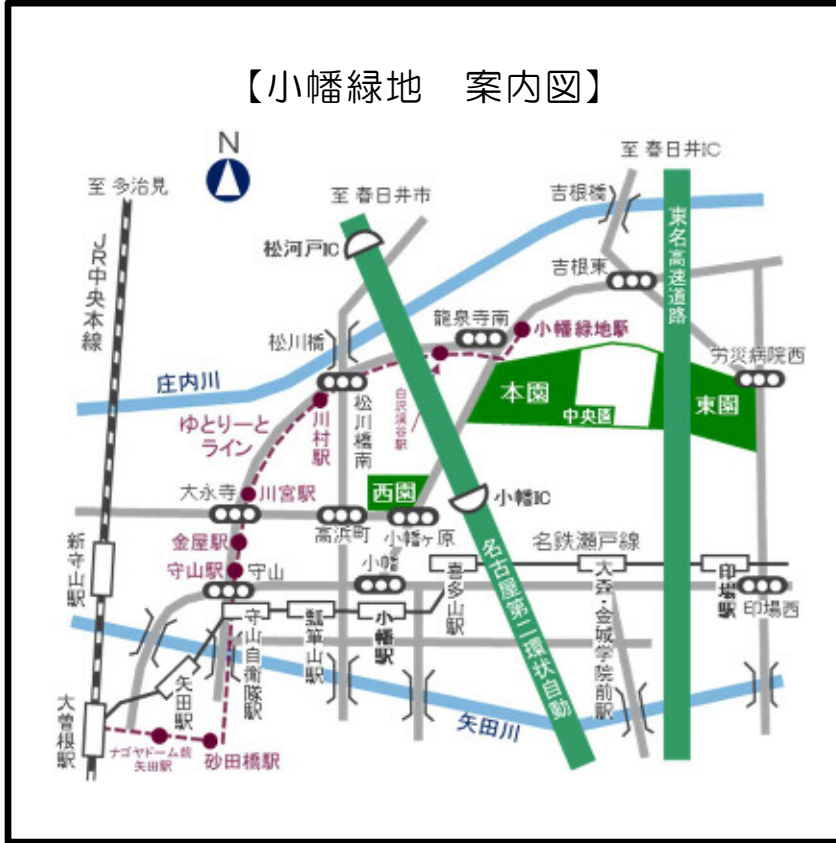 【小幡緑地　案内図】
N
至 春日井IC
至 多治見
至 春日井市
吉根橋
東名高速道路
JR中央本線
松河戸IC
吉根東
龍泉寺南
小幡緑地駅
松川橋
労災病院西
庄内川
本園
東園
中央園
白沢渓谷駅
ゆとりーと
ライン
川村駅
松川橋南
西園
大永寺
川宮駅
小幡IC
高浜町
小幡ヶ原
金屋駅
名鉄瀬戸線
新守山駅
守山駅
守山
小幡
喜多山駅
大森・金城学院前駅
印場駅
印場西
名古屋第二環状自動
守山自衛隊駅
瓢箪山駅
小幡駅
矢田駅
大曽根駅
矢田川
ナゴヤドーム前
矢田駅
砂田橋駅